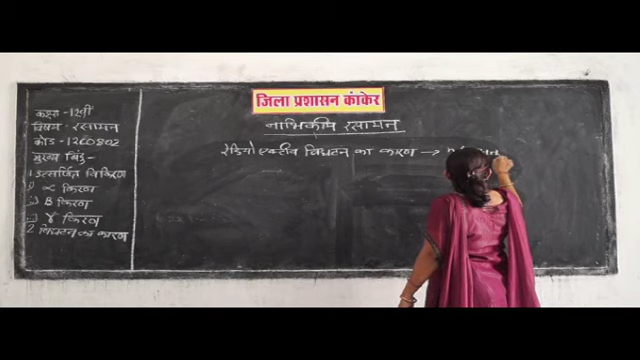 जिला प्रशासन कांकेर
नाभिकीय रसायन
रेडियो एक्टीव विघटन का कारण →
कक्षा -12वीं
विषय - रसायन
कोड - 1260802
मुख्य बिंदु -
1 उत्सर्जित विकिरण
α किरण
β किरण
γ किरण
2 विघटन का कारण